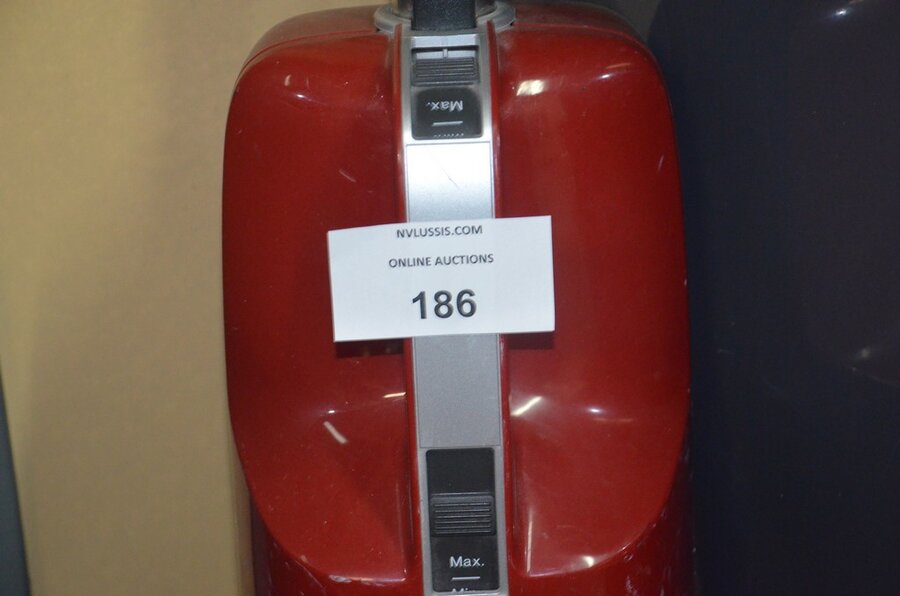 Max.
NVLUSSIS.COM
ONLINE AUCTIONS
186
Max.